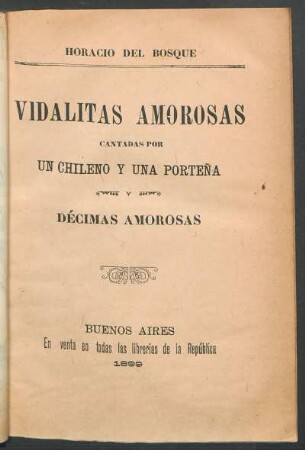 HORACIO DEL BOSQUE
VIDALITAS AMOROSAS
CANTADAS POR
UN CHILENO Y UNA PORTEÑA
Y
DÉCIMAS AMOROSAS
BUENOS AIRES
En venta en todas las librerías de la República
1899